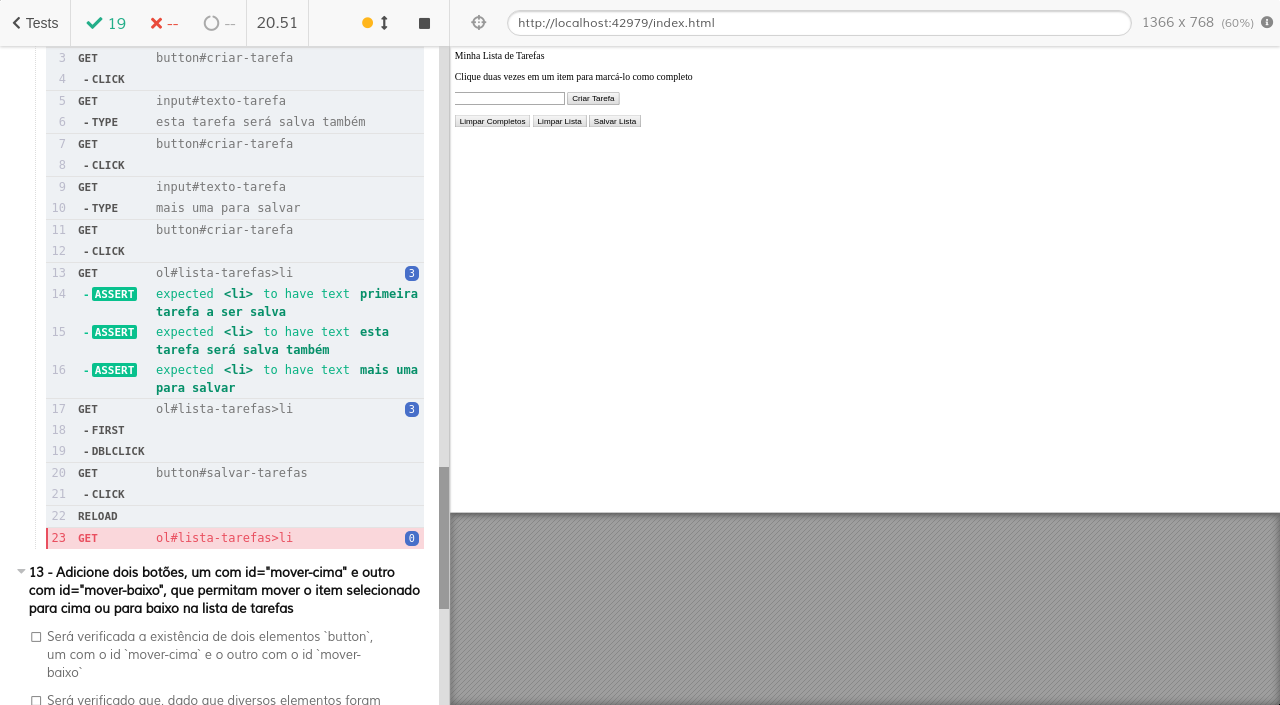 Tests
19
--
--
20.51
http://localhost:42979/index.html
1366 x 768 (60%)
3 GET button#criar-tarefa
4 - CLICK
5 GET input#texto-tarefa
6 - TYPE esta tarefa será salva também
7 GET button#criar-tarefa
8 - CLICK
9 GET input#texto-tarefa
10 - TYPE mais uma para salvar
11 GET button#criar-tarefa
12 - CLICK
13 GET ol#lista-tarefas>li 3
14 - ASSERT expected <li> to have text primeira
tarefa a ser salva
15 - ASSERT expected <li> to have text esta
tarefa será salva também
16 - ASSERT expected <li> to have text mais uma
para salvar
17 GET ol#lista-tarefas>li 3
18 - FIRST
19 - DBLCLICK
20 GET button#salvar-tarefas
21 - CLICK
22 RELOAD
23 GET ol#lista-tarefas>li 0
13 - Adicione dois botões, um com id="mover-cima" e outro
com id="mover-baixo", que permitam mover o item selecionado
para cima ou para baixo na lista de tarefas
Será verificada a existência de dois elementos `button`,
um com o id `mover-cima` e o outro com o id `mover-
baixo`
Será verificado que, dado que diversos elementos foram
Minha Lista de Tarefas
Clique duas vezes em um item para marcá-lo como completo
Criar Tarefa
Limpar Completos Limpar Lista Salvar Lista